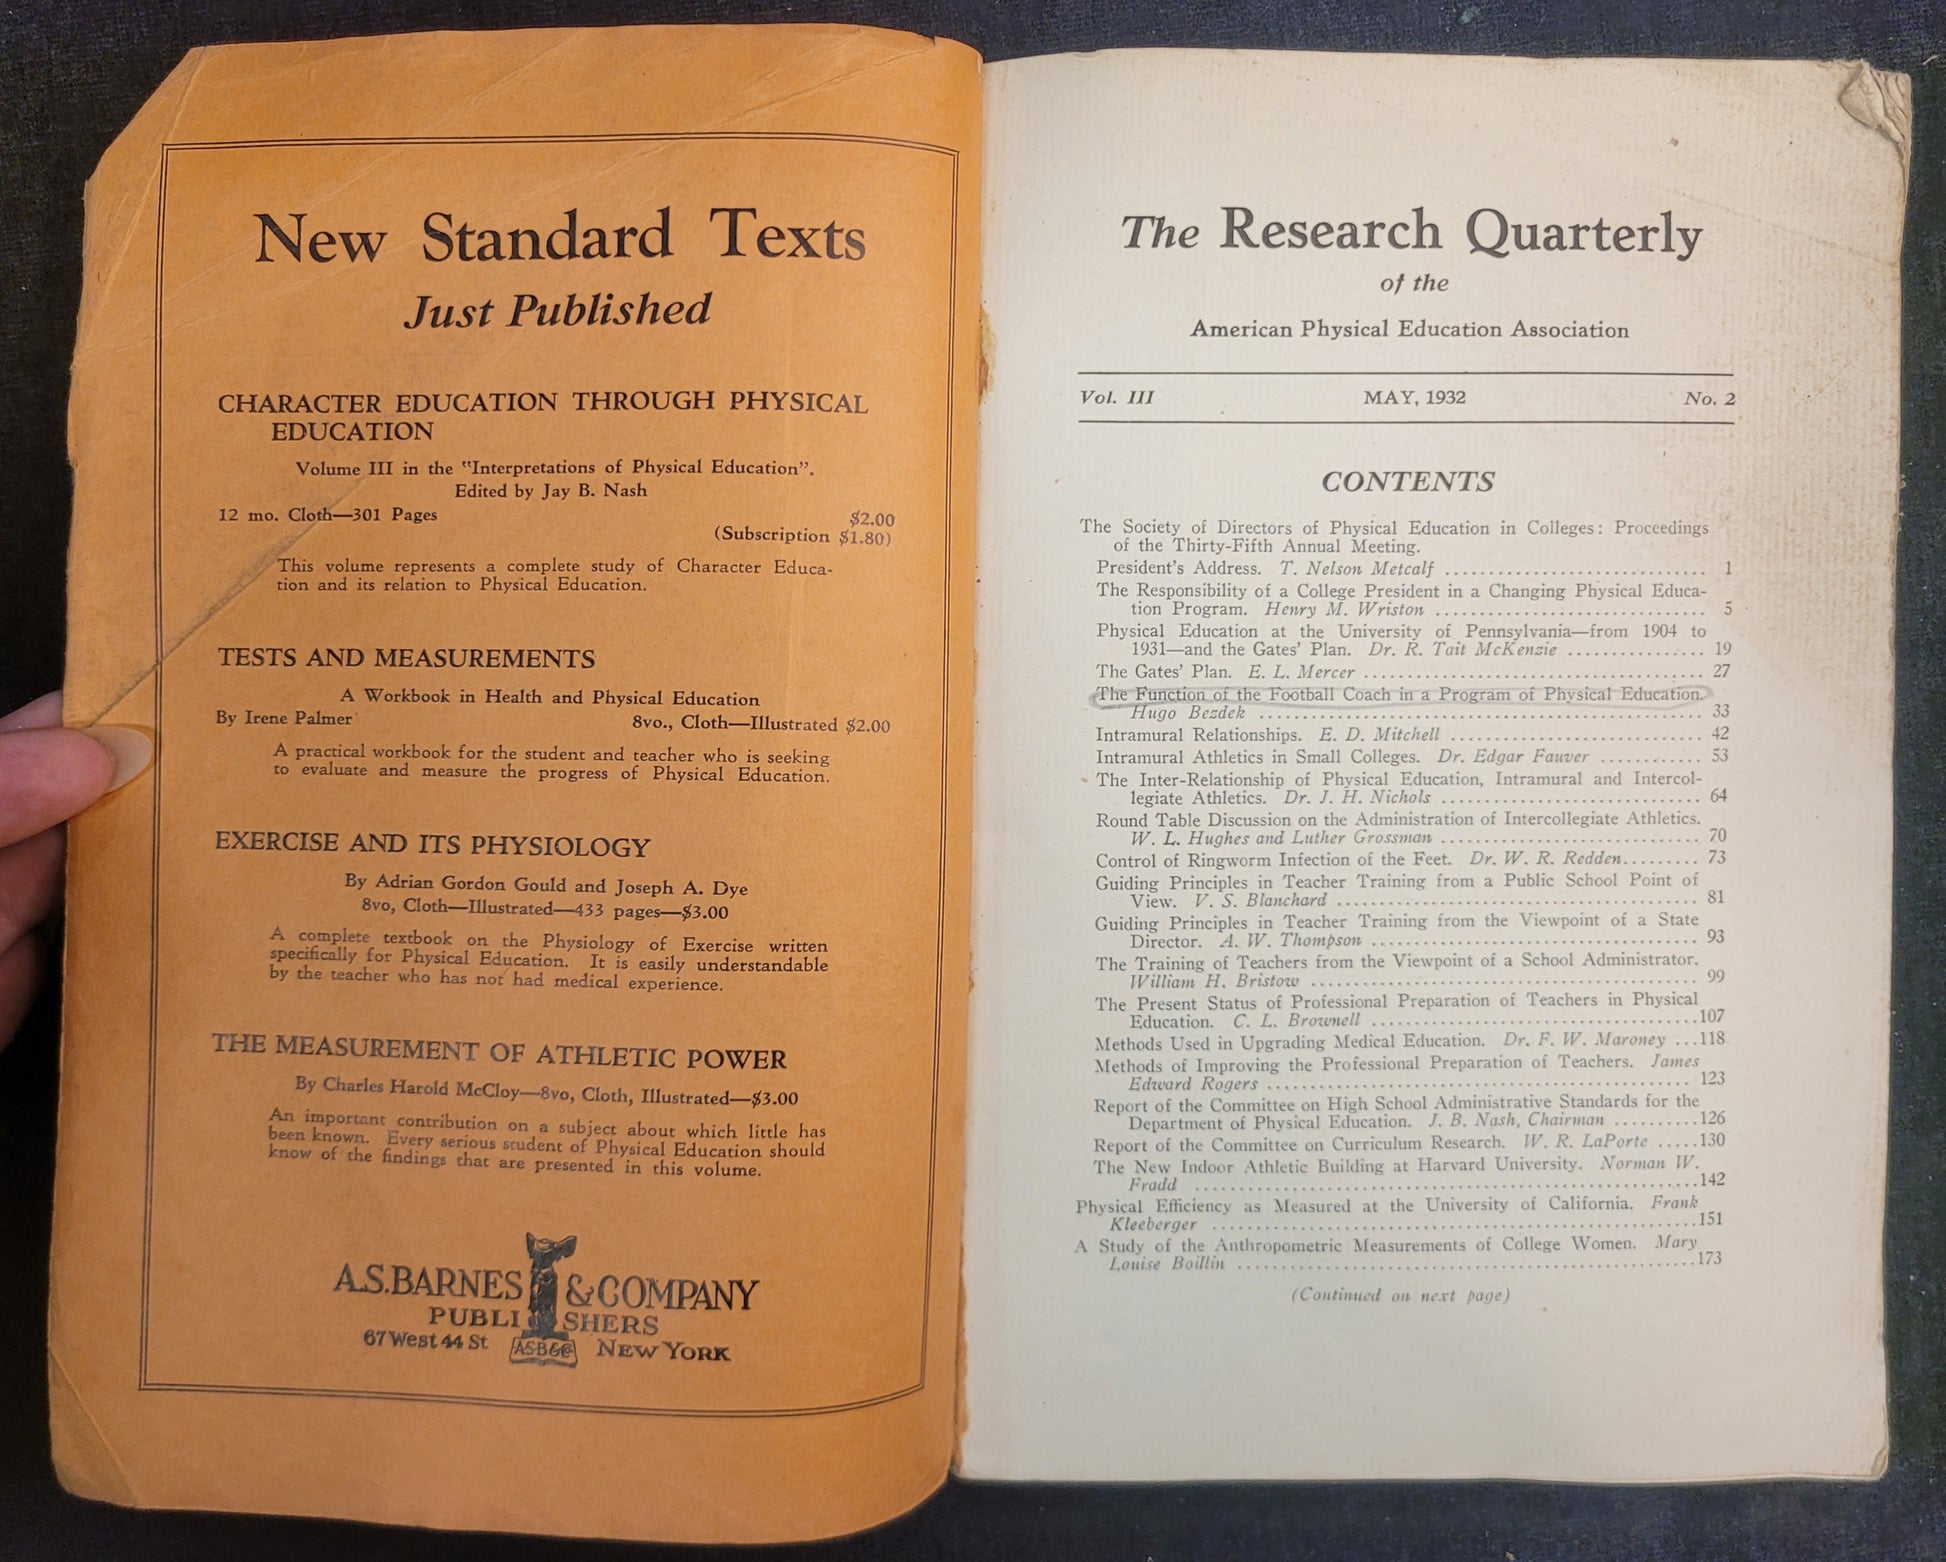 New Standard Texts
Just Published
CHARACTER EDUCATION THROUGH PHYSICAL
EDUCATION
Volume III in the "Interpretations of Physical Education".
Edited by Jay B. Nash
12 mo. Cloth—301 Pages $2.00
(Subscription $1.80)
This volume represents a complete study of Character Educa-
tion and its relation to Physical Education.
TESTS AND MEASUREMENTS
A Workbook in Health and Physical Education
By Irene Palmer 8vo., Cloth—Illustrated $2.00
A practical workbook for the student and teacher who is seeking
to evaluate and measure the progress of Physical Education.
EXERCISE AND ITS PHYSIOLOGY
By Adrian Gordon Gould and Joseph A. Dye
8vo, Cloth—Illustrated—433 pages—$3.00
A complete textbook on the Physiology of Exercise written
specifically for Physical Education. It is easily understandable
by the teacher who has not had medical experience.
THE MEASUREMENT OF ATHLETIC POWER
By Charles Harold McCloy—8vo, Cloth, Illustrated—$3.00
An important contribution on a subject about which little has
been known. Every serious student of Physical Education should
know of the findings that are presented in this volume.
A.S. BARNES & COMPANY
PUBLISHERS
67 West 44 St A·S·B&C NEW YORK
The Research Quarterly
of the
American Physical Education Association
Vol. III MAY, 1932 No. 2
CONTENTS
The Society of Directors of Physical Education in Colleges: Proceedings
of the Thirty-Fifth Annual Meeting.
President's Address. T. Nelson Metcalf ............................ 1
The Responsibility of a College President in a Changing Physical Educa-
tion Program. Henry M. Wriston ............................ 5
Physical Education at the University of Pennsylvania—from 1904 to
1931—and the Gates' Plan. Dr. R. Tait McKenzie ................ 19
The Gates' Plan. E. L. Mercer .................................... 27
The Function of the Football Coach in a Program of Physical Education.
Hugo Bezdek .............................................. 33
Intramural Relationships. E. D. Mitchell .......................... 42
Intramural Athletics in Small Colleges. Dr. Edgar Fauver ............ 53
The Inter-Relationship of Physical Education, Intramural and Intercol-
legiate Athletics. Dr. J. H. Nichols ............................ 64
Round Table Discussion on the Administration of Intercollegiate Athletics.
W. L. Hughes and Luther Grossman ............................ 70
Control of Ringworm Infection of the Feet. Dr. W. R. Redden......... 73
Guiding Principles in Teacher Training from a Public School Point of
View. V. S. Blanchard ...................................... 81
Guiding Principles in Teacher Training from the Viewpoint of a State
Director. A. W. Thompson .................................. 93
The Training of Teachers from the Viewpoint of a School Administrator.
William H. Bristow ........................................ 99
The Present Status of Professional Preparation of Teachers in Physical
Education. C. L. Brownell ..................................107
Methods Used in Upgrading Medical Education. Dr. F. W. Maroney ...118
Methods of Improving the Professional Preparation of Teachers. James
Edward Rogers ............................................123
Report of the Committee on High School Administrative Standards for the
Department of Physical Education. J. B. Nash, Chairman ..........126
Report of the Committee on Curriculum Research. W. R. LaPorte .....130
The New Indoor Athletic Building at Harvard University. Norman W.
Fradd ....................................................142
Physical Efficiency as Measured at the University of California. Frank
Kleeberger ................................................151
A Study of the Anthropometric Measurements of College Women. Mary
Louise Boillin ..............................................173
(Continued on next page)